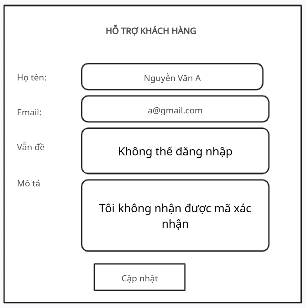 HỖ TRỢ KHÁCH HÀNG
Họ tên: Nguyễn Văn A
Email: a@gmail.com
Vấn đề Không thể đăng nhập
Mô tả Tôi không nhận được mã xác
nhận
Cập nhật